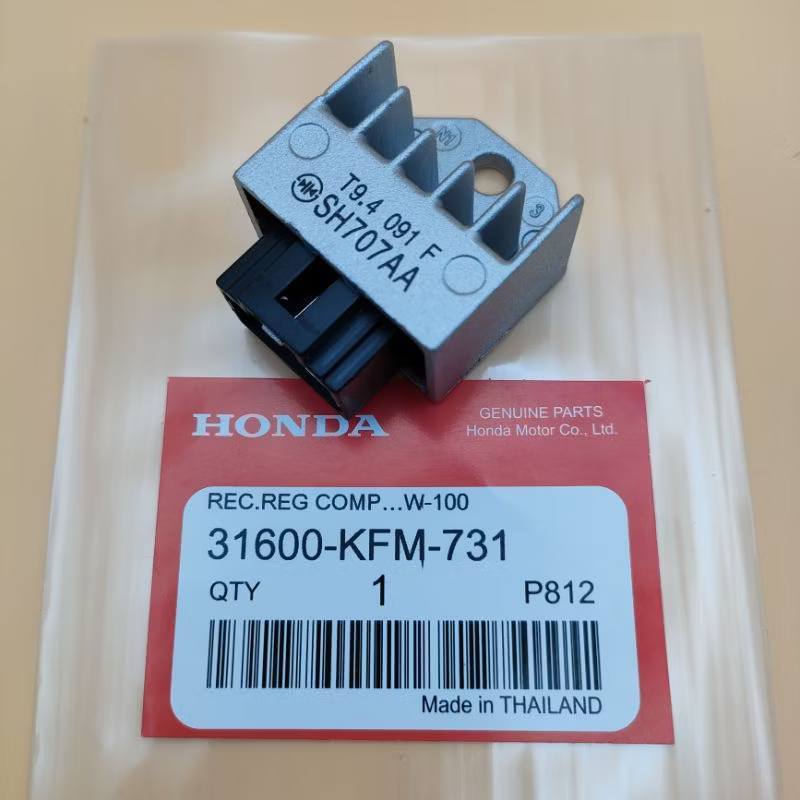 T9.4 091 F
SH707AA
3
HONDA
GENUINE PARTS
Honda Motor Co., Ltd.
REC.REG COMP...W-100
31600-KFM-731
QTY 1 P812
Made in THAILAND